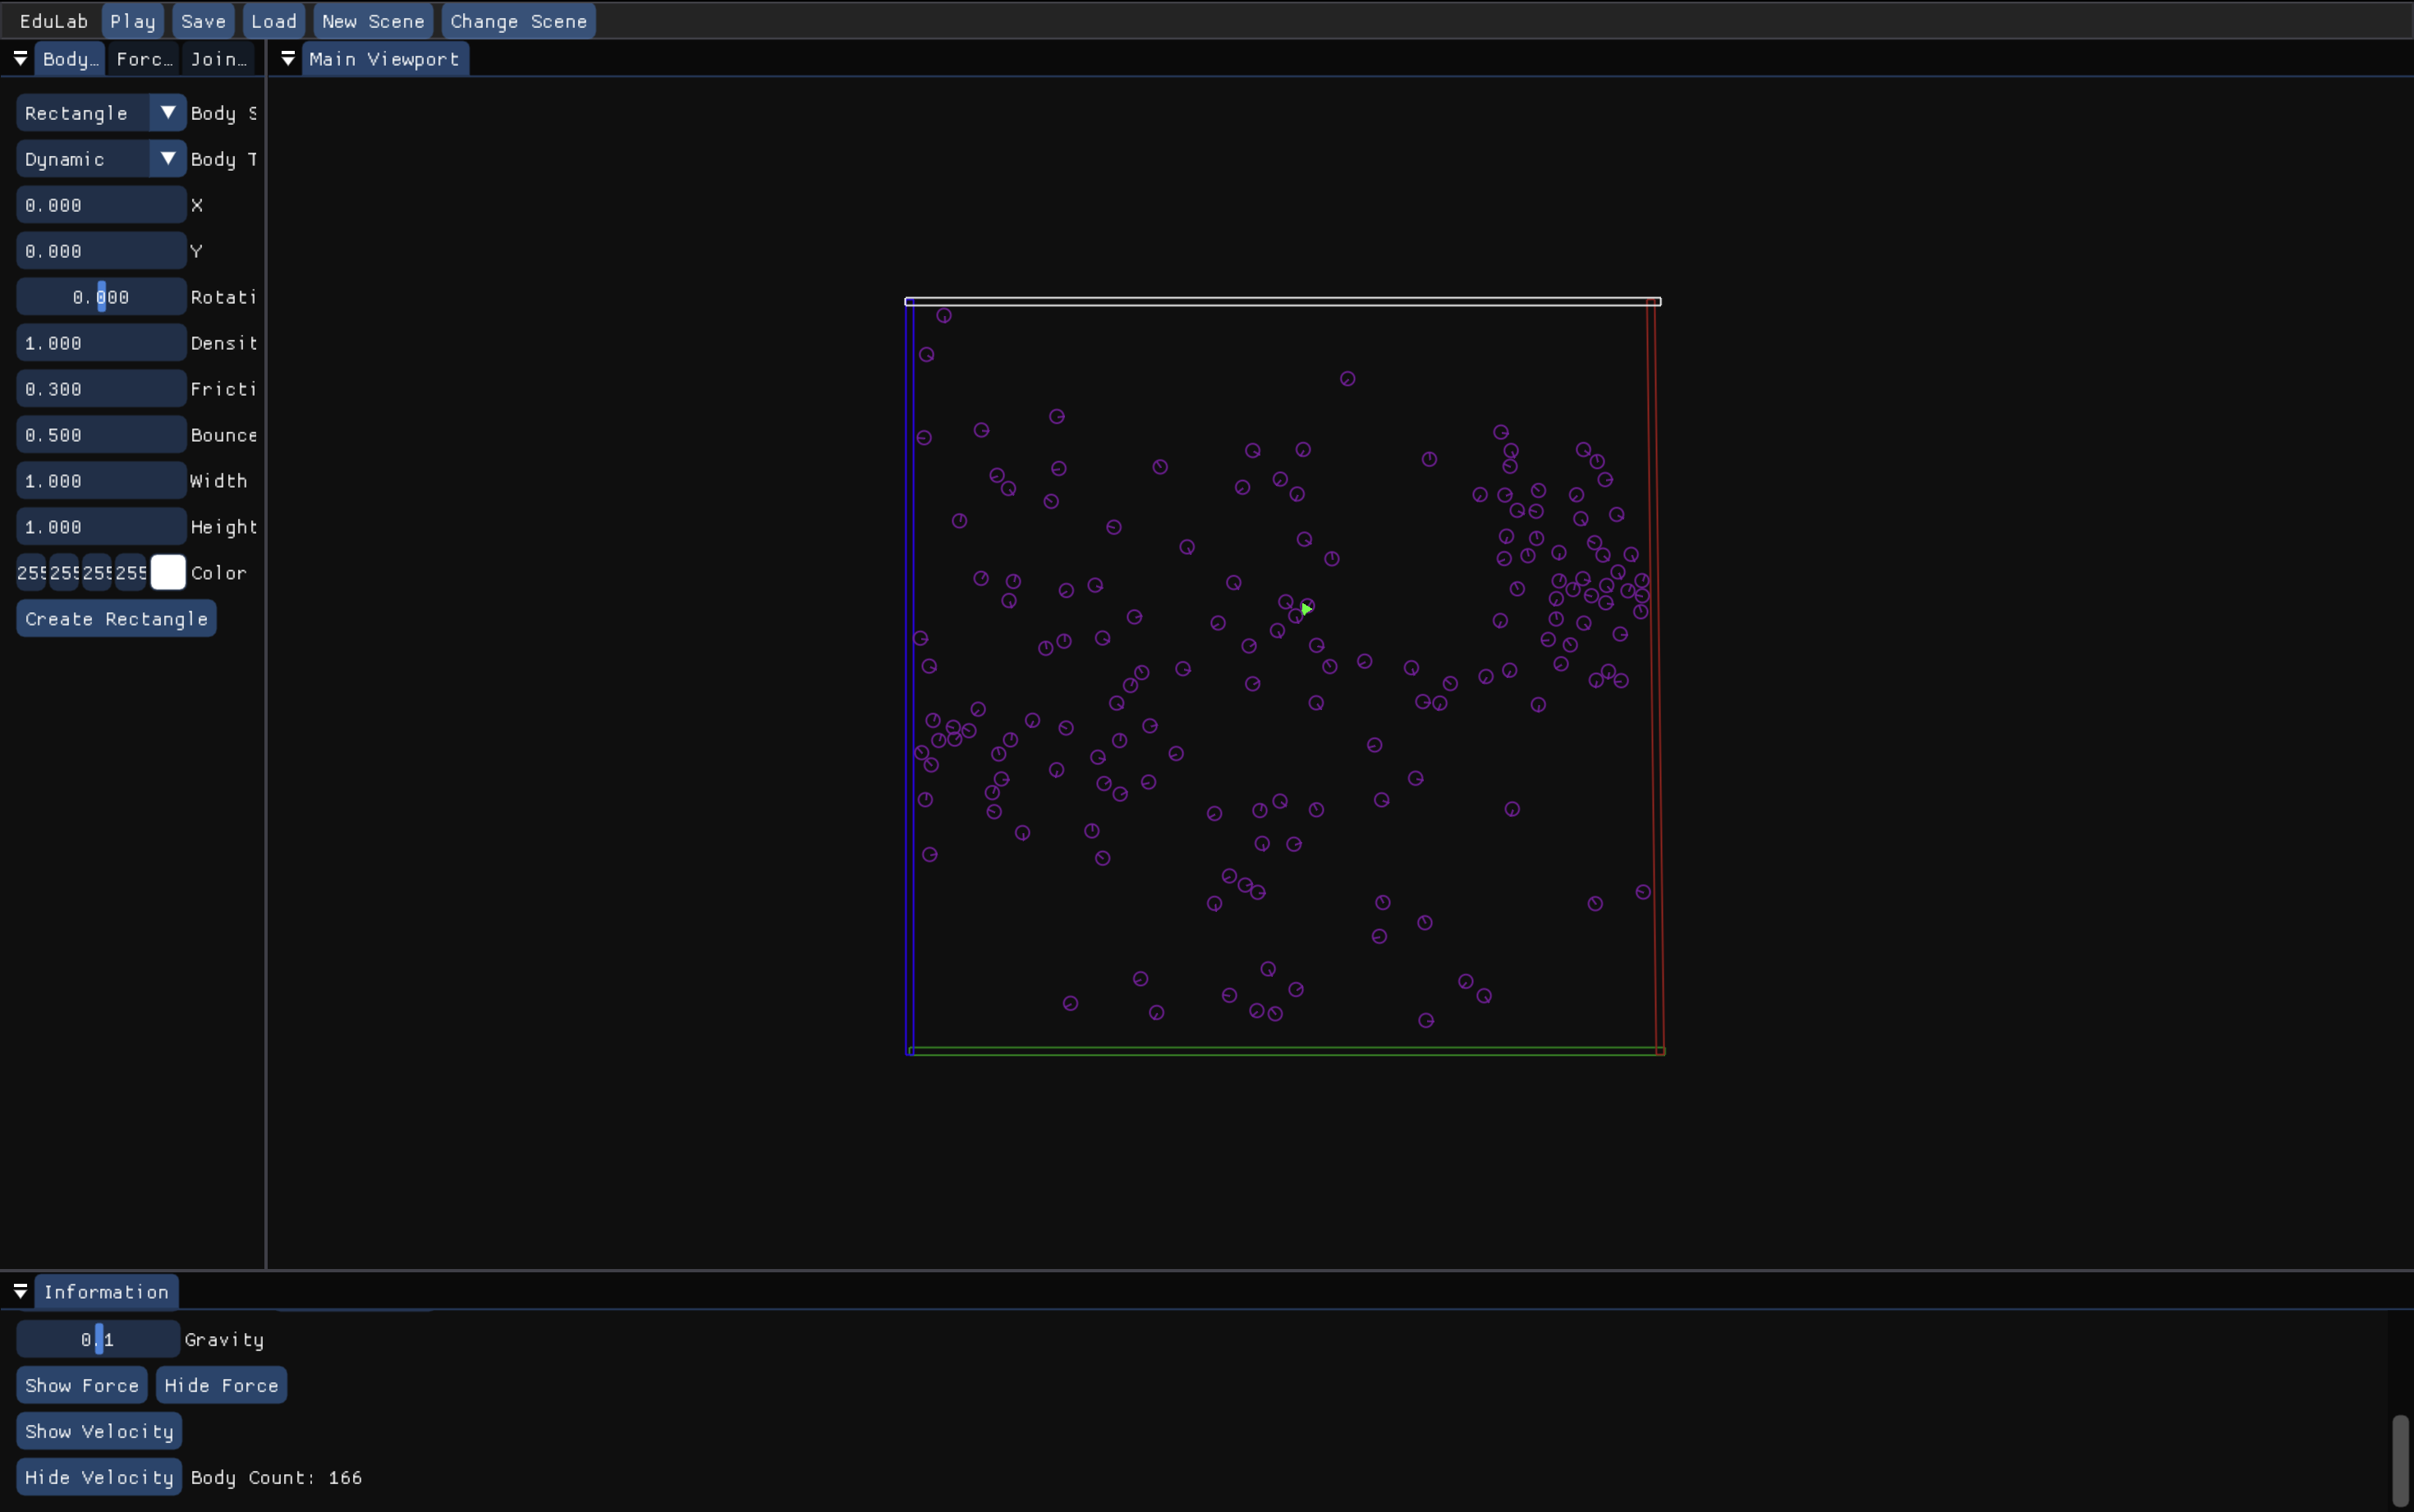 EduLab Play Save Load New Scene Change Scene
Body… Forc… Join… Main Viewport
Rectangle Body S
Dynamic Body T
0.000 X
0.000 Y
0.000 Rotati
1.000 Densit
0.300 Fricti
0.500 Bounce
1.000 Width
1.000 Height
255 255 255 255 Color
Create Rectangle
Information
0.1 Gravity
Show Force Hide Force
Show Velocity
Hide Velocity Body Count: 166